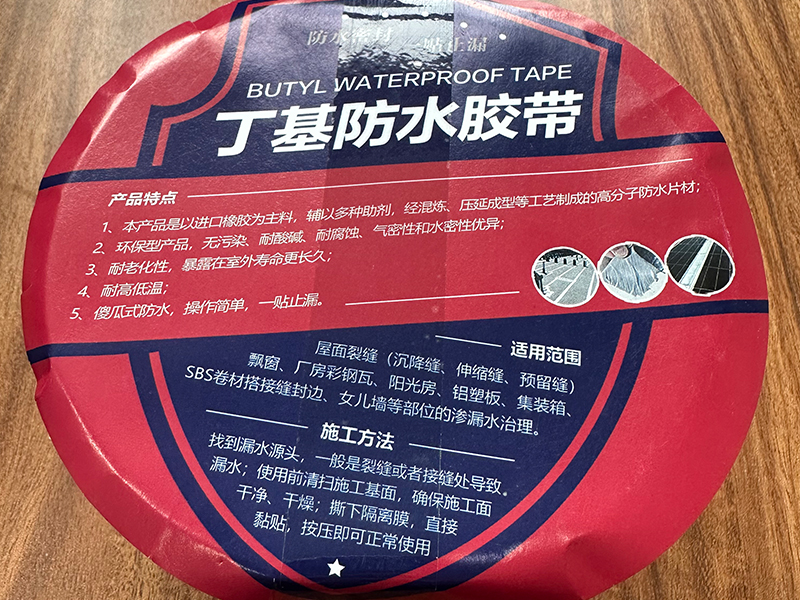 防水密封 一贴止漏
BUTYL WATERPROOF TAPE
丁基防水胶带
产品特点
1、本产品是以进口橡胶为主料，辅以多种助剂，经混炼、压延成型等工艺制成的高分子防水片材；
2、环保型产品，无污染、耐酸碱、耐腐蚀、气密性和水密性优异；
3、耐老化性，暴露在室外寿命更长久；
4、耐高低温；
5、傻瓜式防水，操作简单，一贴止漏。
适用范围
屋面裂缝（沉降缝、伸缩缝、预留缝）
飘窗、厂房彩钢瓦、阳光房、铝塑板、集装箱、
SBS卷材搭接缝封边、女儿墙等部位的渗漏水治理。
施工方法
找到漏水源头，一般是裂缝或者接缝处导致
漏水；使用前清扫施工基面，确保施工面
干净、干燥；撕下隔离膜，直接
黏贴，按压即可正常使用